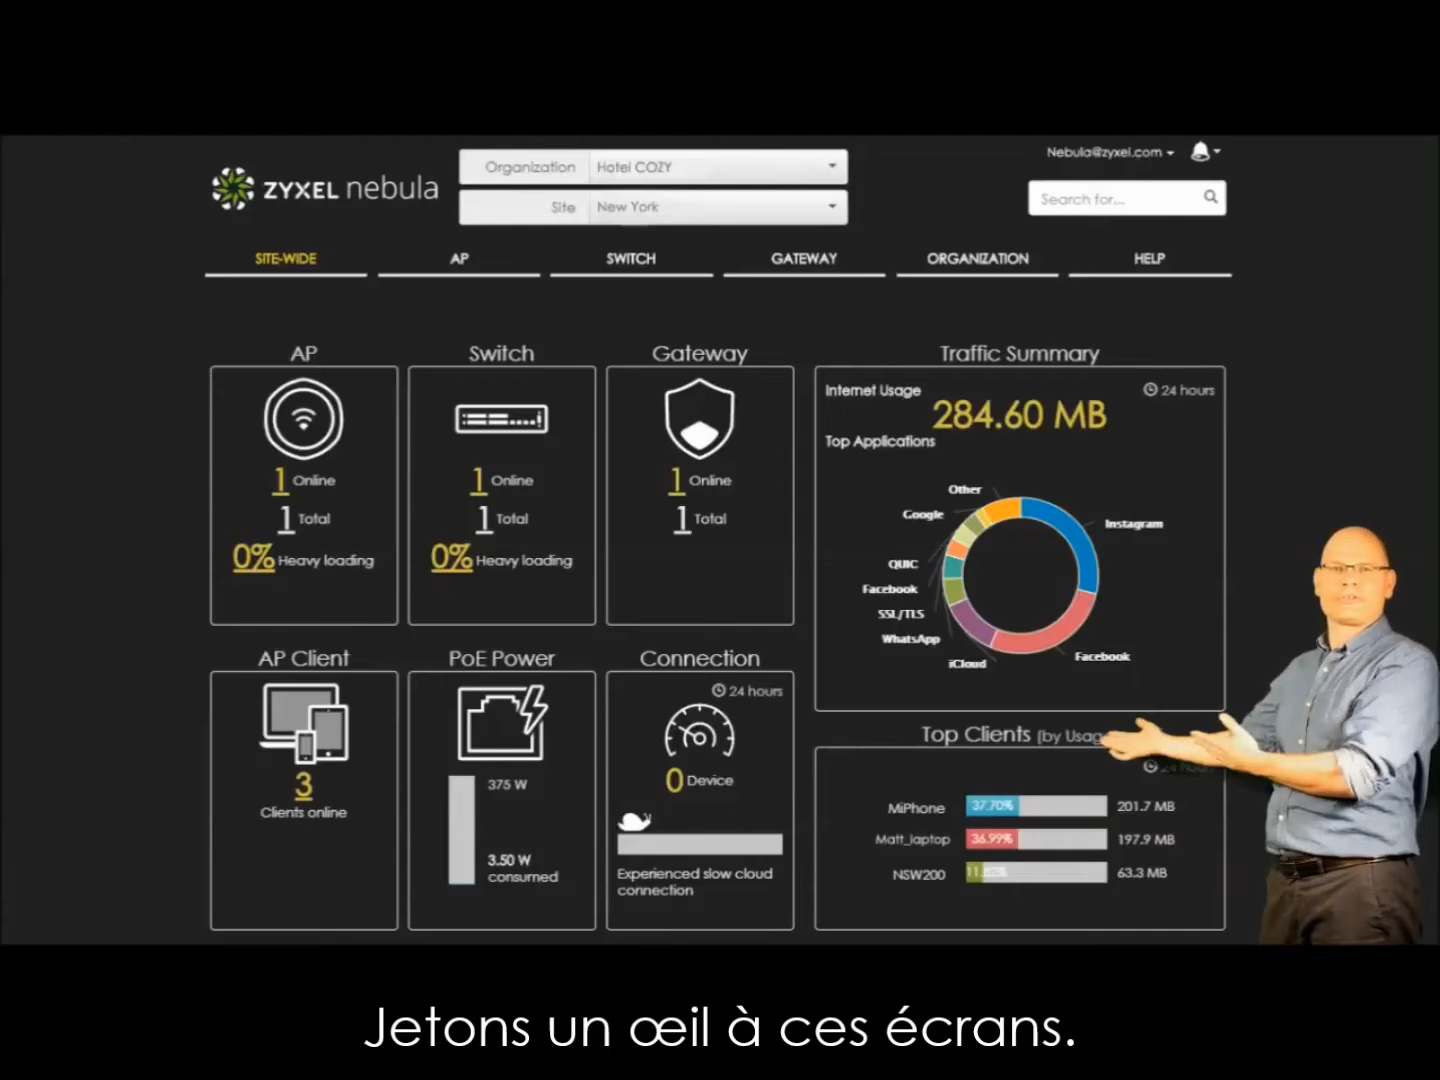 ZYXEL nebula
Organization Hotel COZY
Site New York
Nebula@zyxel.com
Search for...
SITE-WIDE AP SWITCH GATEWAY ORGANIZATION HELP
AP
1 Online
1 Total
0% Heavy loading
Switch
1 Online
1 Total
0% Heavy loading
Gateway
1 Online
1 Total
Traffic Summary
Internet Usage
24 hours
284.60 MB
Top Applications
Other
Google
QUIC
Facebook
SSL/TLS
WhatsApp
iCloud
Instagram
Facebook
AP Client
3
Clients online
PoE Power
375 W
3.50 W
consumed
Connection
24 hours
0 Device
Experienced slow cloud
connection
Top Clients (by Usag
24 hour
MiPhone 37.70% 201.7 MB
Matt_laptop 36.99% 197.9 MB
NSW200 63.3 MB
Jetons un œil à ces écrans.